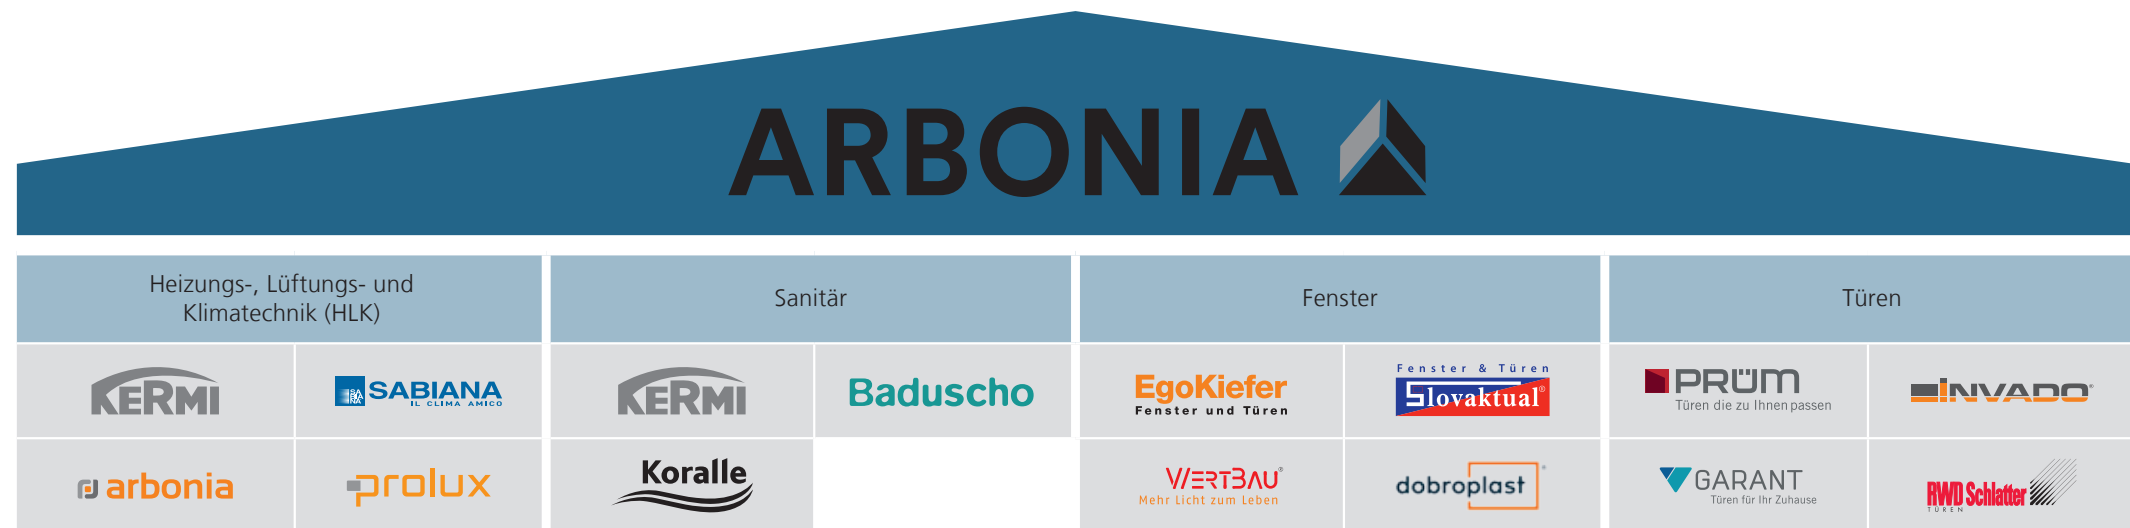 ARBONIA
Heizungs-, Lüftungs- und
Klimatechnik (HLK)
Sanitär
Fenster
Türen
KERMI
SABIANA
IL CLIMA AMICO
KERMI
Baduscho
EgoKiefer
Fenster und Türen
Fenster & Türen
Slovaktual®
PRÜM
Türen die zu Ihnen passen
INVADO®
arbonia
prolux
Koralle
WERTBAU®
Mehr Licht zum Leben
dobroplast®
GARANT
Türen für Ihr Zuhause
RWD Schlatter
TÜREN